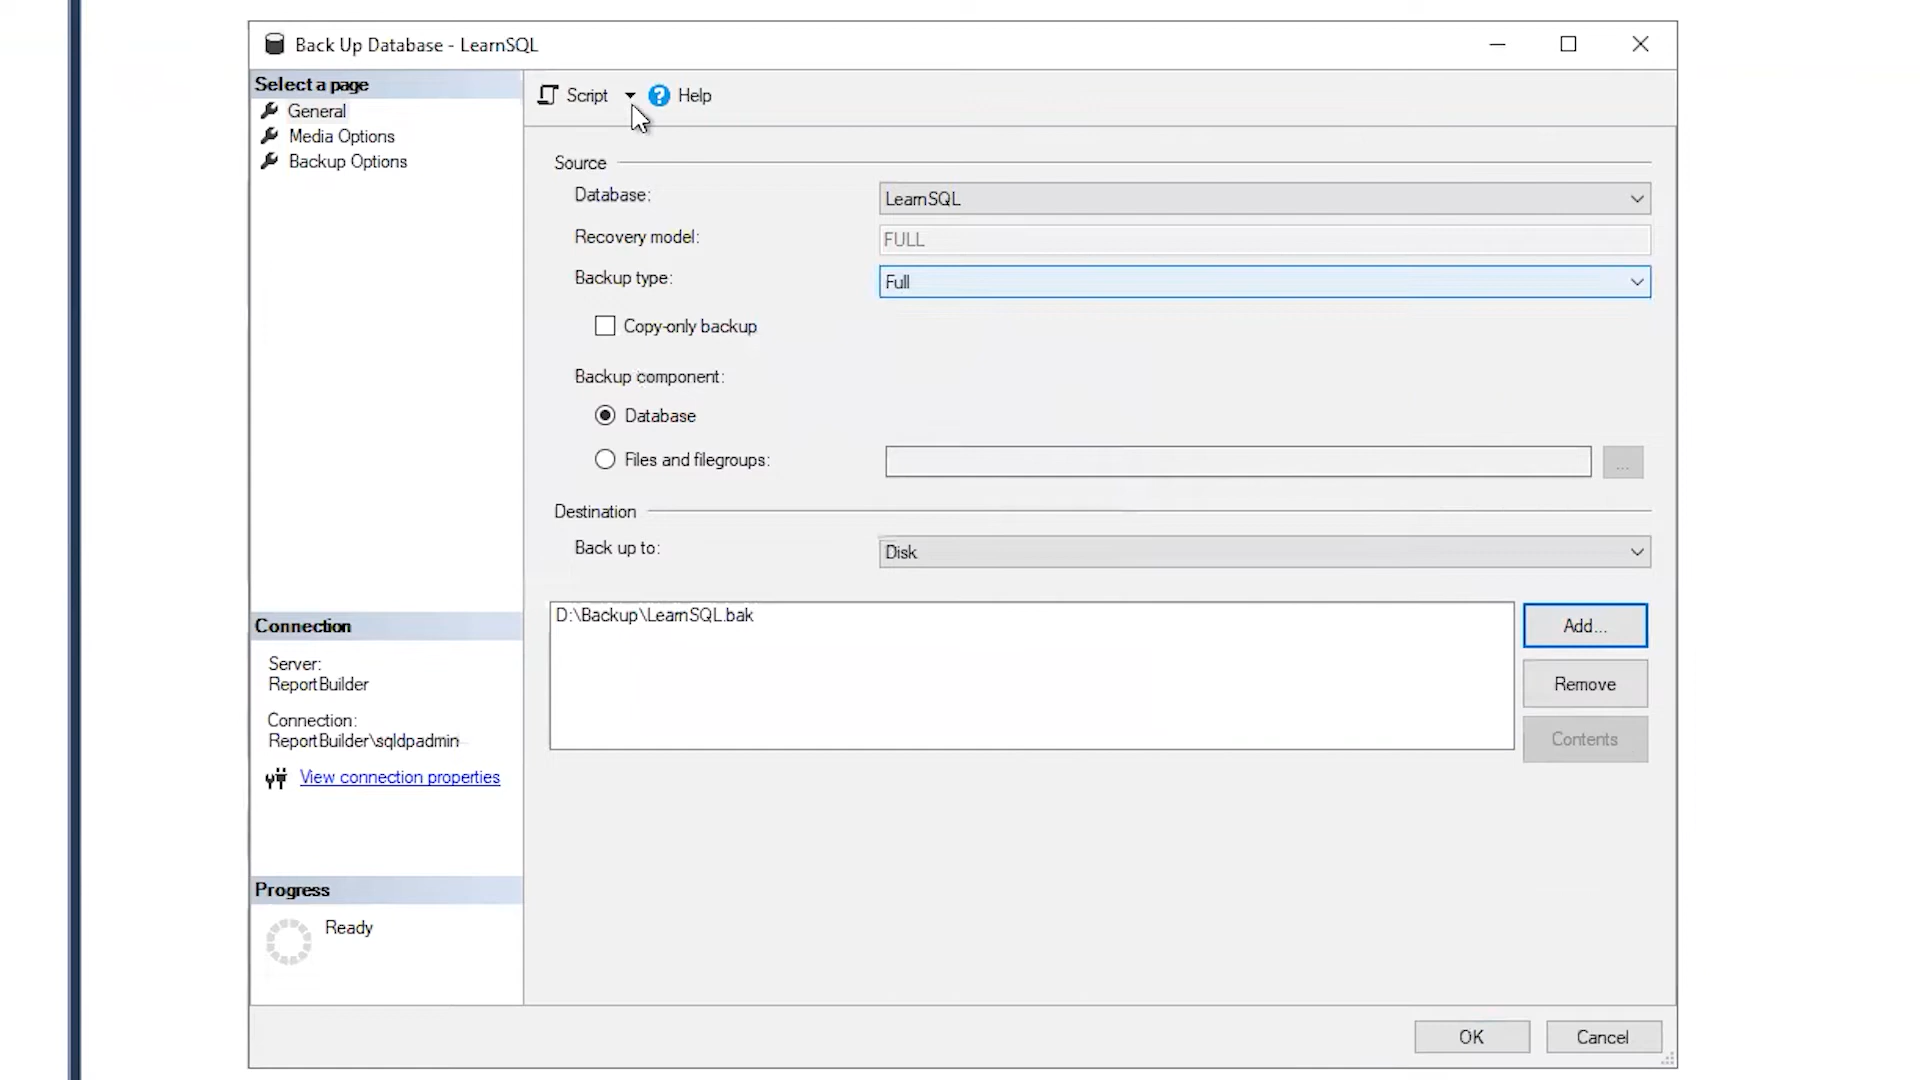 Back Up Database - LearnSQL
Select a page
General
Media Options
Backup Options
Script
Help
Source
Database:
LearnSQL
Recovery model:
FULL
Backup type:
Full
Copy-only backup
Backup component:
Database
Files and filegroups:
...
Destination
Back up to:
Disk
D:\Backup\LearnSQL.bak
Add...
Remove
Contents
Connection
Server:
ReportBuilder
Connection:
ReportBuilder\sqldpadmin
View connection properties
Progress
Ready
OK
Cancel